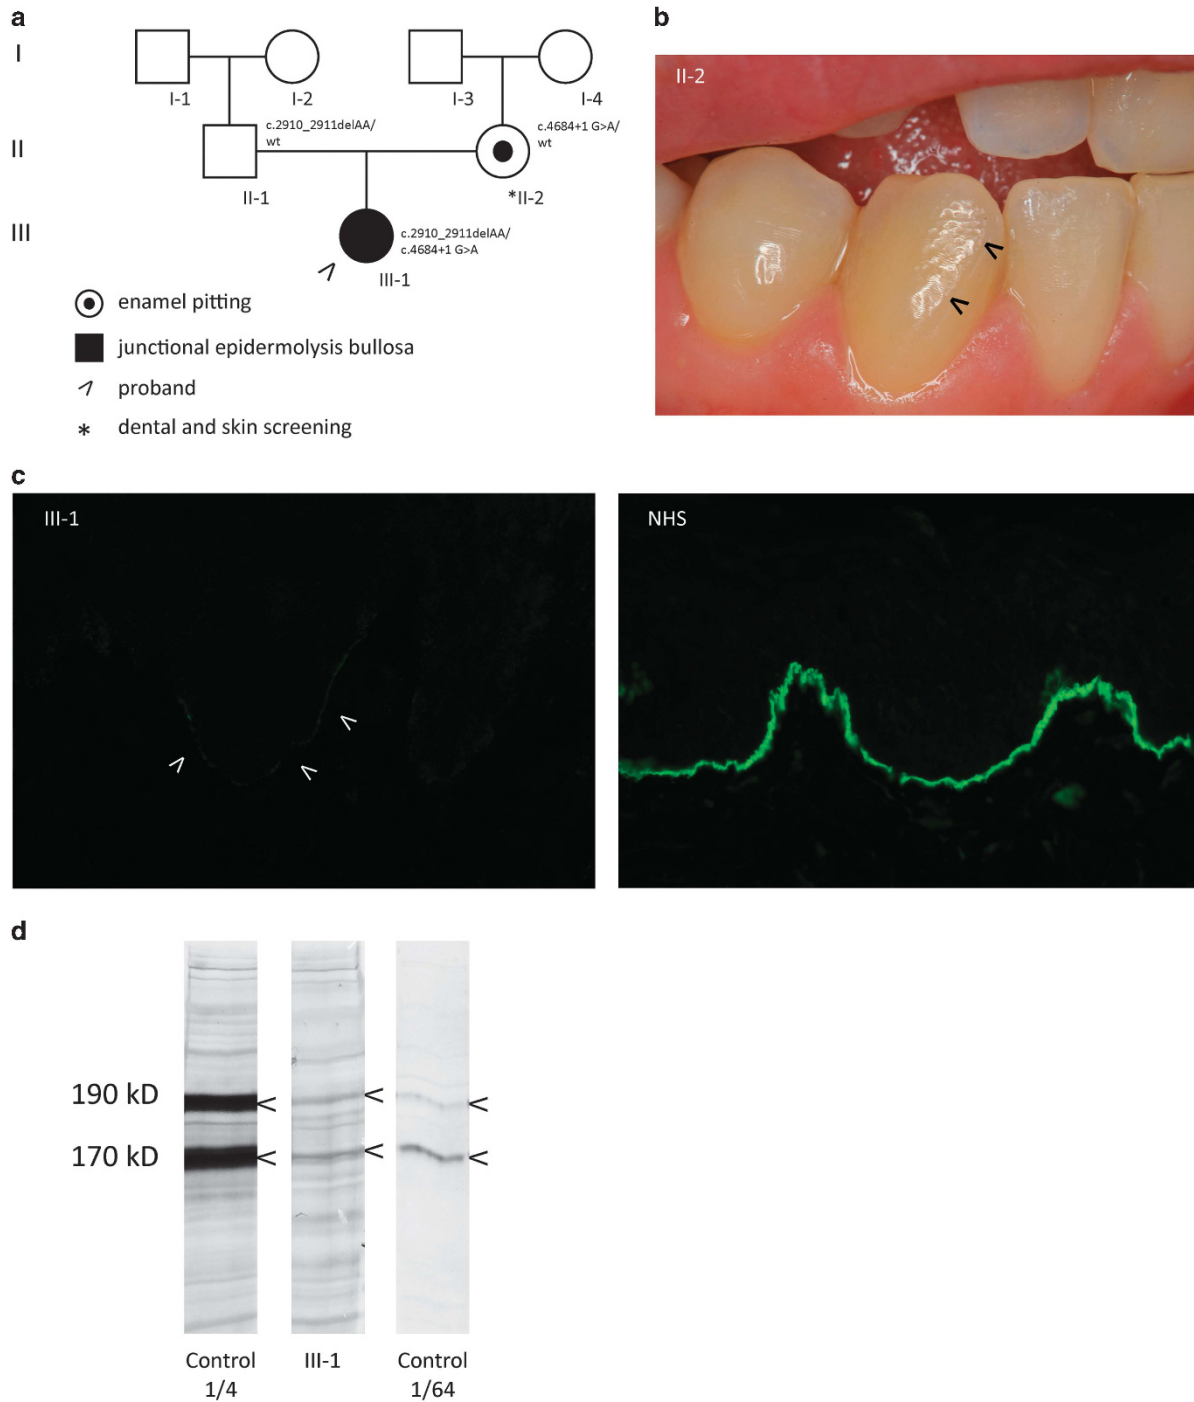 a
I
I-1
I-2
I-3
I-4
c.2910_2911delAA/
wt
c.4684+1 G>A/
wt
II
II-1
*II-2
III
c.2910_2911delAA/
c.4684+1 G>A
III-1
enamel pitting
junctional epidermolysis bullosa
proband
* dental and skin screening
b
II-2
c
III-1
NHS
d
190 kD
170 kD
Control
1/4
III-1
Control
1/64